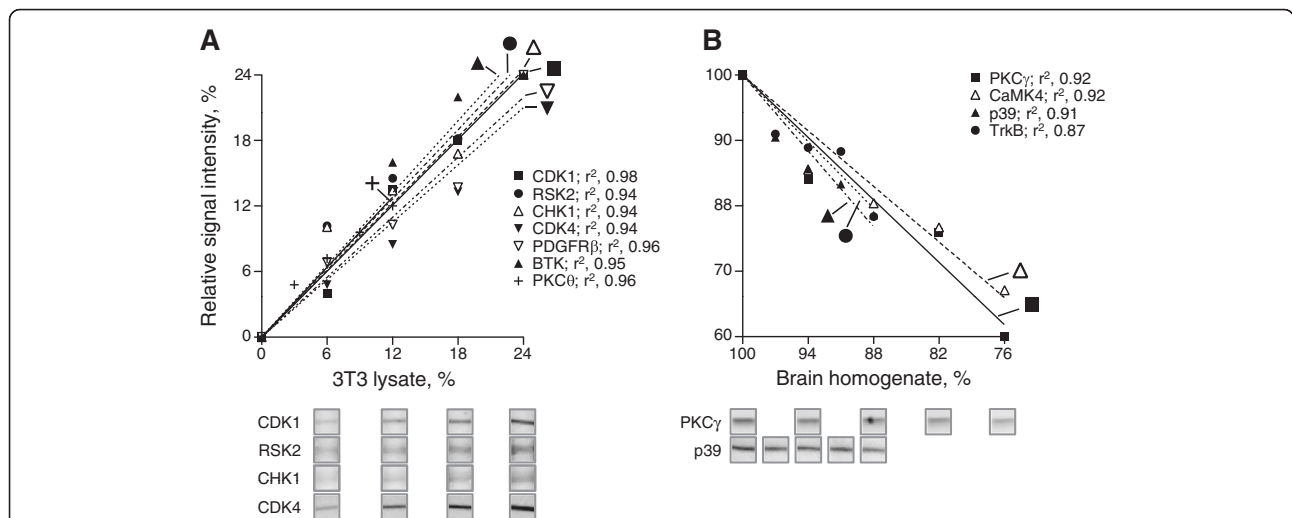 A
Relative signal intensity, %
24
18
12
6
0
0 6 12 18 24
3T3 lysate, %
CDK1; r², 0.98
RSK2; r², 0.94
CHK1; r², 0.94
CDK4; r², 0.94
PDGFRβ; r², 0.96
BTK; r², 0.95
PKCθ; r², 0.96
CDK1
RSK2
CHK1
CDK4
B
100
90
88
70
60
100 94 88 82 76
Brain homogenate, %
PKCγ; r², 0.92
CaMK4; r², 0.92
p39; r², 0.91
TrkB; r², 0.87
PKCγ
p39